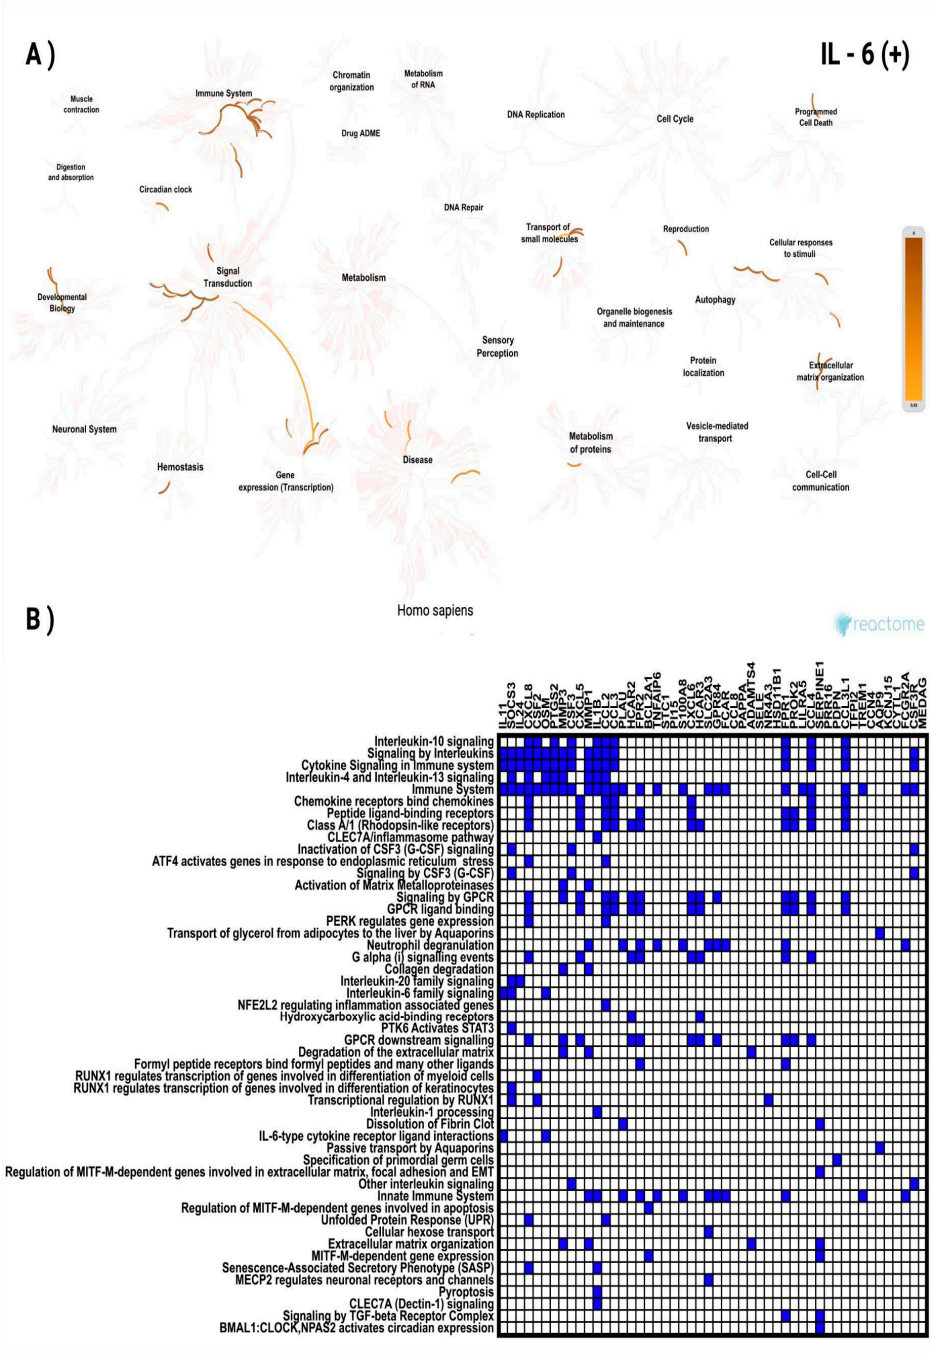 A )
IL - 6 (+)
Immune System
Chromatin
organization
Metabolism
of RNA
Muscle
contraction
DNA Replication
Cell Cycle
Programmed
Cell Death
Drug ADME
Digestion
and absorption
Circadian clock
DNA Repair
Transport of
small molecules
Reproduction
Cellular responses
to stimuli
Signal
Transduction
Metabolism
Developmental
Biology
Autophagy
Organelle biogenesis
and maintenance
Sensory
Perception
Protein
localization
Extracellular
matrix organization
Neuronal System
Vesicle-mediated
transport
Metabolism
of proteins
Hemostasis
Disease
Gene
expression (Transcription)
Cell-Cell
communication
0
0.05
Homo sapiens
B )
reactome
IL11
SOCS3
IL24
CXCL8
CSF2
OSM
PTGS2
MMP3
CSF3
CXCL5
MMP1
IL1B
CCL2
CCL3
PLAU
HCAR2
FPR2
BCL2A1
TNFAIP6
STC1
PI15
S100A8
CXCL6
HCAR3
SLC2A3
GPR84
FCAR
CCL8
PAPPA
ADAMTS4
SELE
NR4A3
HSD11B1
FPR1
PROK2
LILRA5
CCL4
SERPINE1
PRR16
PDPN
CCL3L1
TFPI2
TREM1
CCN4
AQP9
KCNJ15
CYTL1
FCGR2A
CSF3R
MEDAG
Interleukin-10 signaling
Signaling by Interleukins
Cytokine Signaling in Immune system
Interleukin-4 and Interleukin-13 signaling
Immune System
Chemokine receptors bind chemokines
Peptide ligand-binding receptors
Class A/1 (Rhodopsin-like receptors)
CLEC7A/inflammasome pathway
Inactivation of CSF3 (G-CSF) signaling
ATF4 activates genes in response to endoplasmic reticulum stress
Signaling by CSF3 (G-CSF)
Activation of Matrix Metalloproteinases
Signaling by GPCR
GPCR ligand binding
PERK regulates gene expression
Transport of glycerol from adipocytes to the liver by Aquaporins
Neutrophil degranulation
G alpha (i) signalling events
Collagen degradation
Interleukin-20 family signaling
Interleukin-6 family signaling
NFE2L2 regulating inflammation associated genes
Hydroxycarboxylic acid-binding receptors
PTK6 Activates STAT3
GPCR downstream signalling
Degradation of the extracellular matrix
Formyl peptide receptors bind formyl peptides and many other ligands
RUNX1 regulates transcription of genes involved in differentiation of myeloid cells
RUNX1 regulates transcription of genes involved in differentiation of keratinocytes
Transcriptional regulation by RUNX1
Interleukin-1 processing
Dissolution of Fibrin Clot
IL-6-type cytokine receptor ligand interactions
Passive transport by Aquaporins
Specification of primordial germ cells
Regulation of MITF-M-dependent genes involved in extracellular matrix, focal adhesion and EMT
Other interleukin signaling
Innate Immune System
Regulation of MITF-M-dependent genes involved in apoptosis
Unfolded Protein Response (UPR)
Cellular hexose transport
Extracellular matrix organization
MITF-M-dependent gene expression
Senescence-Associated Secretory Phenotype (SASP)
MECP2 regulates neuronal receptors and channels
Pyroptosis
CLEC7A (Dectin-1) signaling
Signaling by TGF-beta Receptor Complex
BMAL1:CLOCK,NPAS2 activates circadian expression